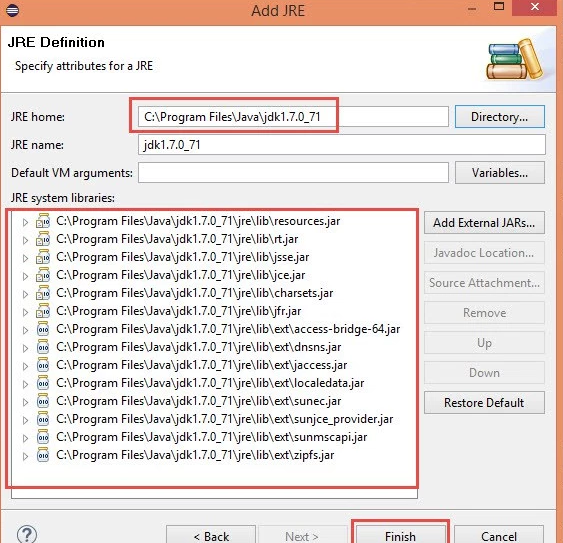 Add JRE
JRE Definition
Specify attributes for a JRE
JRE home: C:\Program Files\Java\jdk1.7.0_71 Directory...
JRE name: jdk1.7.0_71
Default VM arguments: Variables...
JRE system libraries:
C:\Program Files\Java\jdk1.7.0_71\jre\lib\resources.jar
C:\Program Files\Java\jdk1.7.0_71\jre\lib\rt.jar
C:\Program Files\Java\jdk1.7.0_71\jre\lib\jsse.jar
C:\Program Files\Java\jdk1.7.0_71\jre\lib\jce.jar
C:\Program Files\Java\jdk1.7.0_71\jre\lib\charsets.jar
C:\Program Files\Java\jdk1.7.0_71\jre\lib\jfr.jar
C:\Program Files\Java\jdk1.7.0_71\jre\lib\ext\access-bridge-64.jar
C:\Program Files\Java\jdk1.7.0_71\jre\lib\ext\dnsns.jar
C:\Program Files\Java\jdk1.7.0_71\jre\lib\ext\jaccess.jar
C:\Program Files\Java\jdk1.7.0_71\jre\lib\ext\localedata.jar
C:\Program Files\Java\jdk1.7.0_71\jre\lib\ext\sunec.jar
C:\Program Files\Java\jdk1.7.0_71\jre\lib\ext\sunjce_provider.jar
C:\Program Files\Java\jdk1.7.0_71\jre\lib\ext\sunmscapi.jar
C:\Program Files\Java\jdk1.7.0_71\jre\lib\ext\zipfs.jar
Add External JARs...
Javadoc Location...
Source Attachment...
Remove
Up
Down
Restore Default
? < Back Next > Finish Cancel